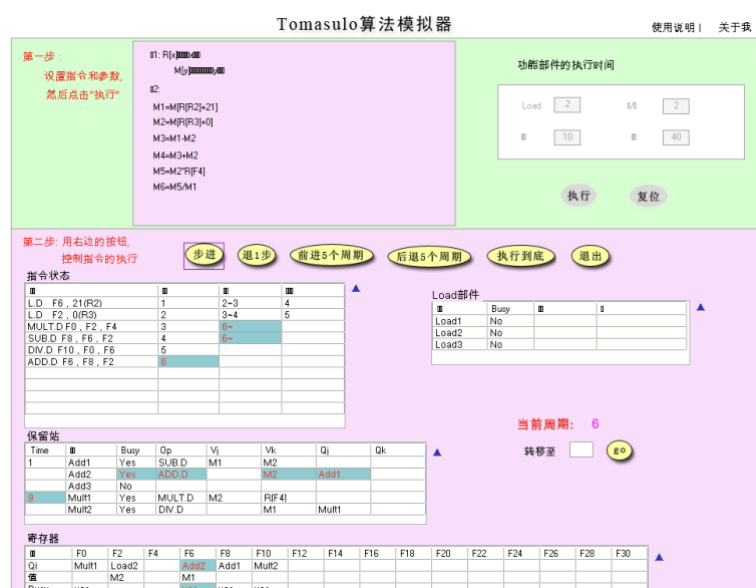 Tomasulo算法模拟器
使用说明 | 关于我
第一步：
设置指令和参数,
然后点击"执行"
M1=M[R[R2]+21]
M2=M[R[R3]+0]
M3=M1-M2
M4=M3+M2
M5=M2*R[F4]
M6=M5/M1
功能部件的执行时间
Load 2 2
10 40
执行 复位
第二步: 用右边的按钮,
控制指令的执行
步进 退1步 前进5个周期 后退5个周期 执行到底 退出
指令状态
L.D F6 , 21(R2) 1 2~3 4
L.D F2 , 0(R3) 2 3~4 5
MULT.D F0 , F2 , F4 3 6~
SUB.D F8 , F6 , F2 4 6~
DIV.D F10 , F0 , F6 5
ADD.D F6 , F8 , F2 6
Load部件
Busy
Load1 No
Load2 No
Load3 No
当前周期: 6
转移至 go
保留站
Time Busy Op Vj Vk Qj Qk
1 Add1 Yes SUB.D M1 M2
Add2 Yes ADD.D M2 Add1
Add3 No
9 Mult1 Yes MULT.D M2 R[F4]
Mult2 Yes DIV.D M1 Mult1
寄存器
F0 F2 F4 F6 F8 F10 F12 F14 F16 F18 F20 F22 F24 F26 F28 F30
Qi Mult1 Load2 Add2 Add1 Mult2
值 M2 M1